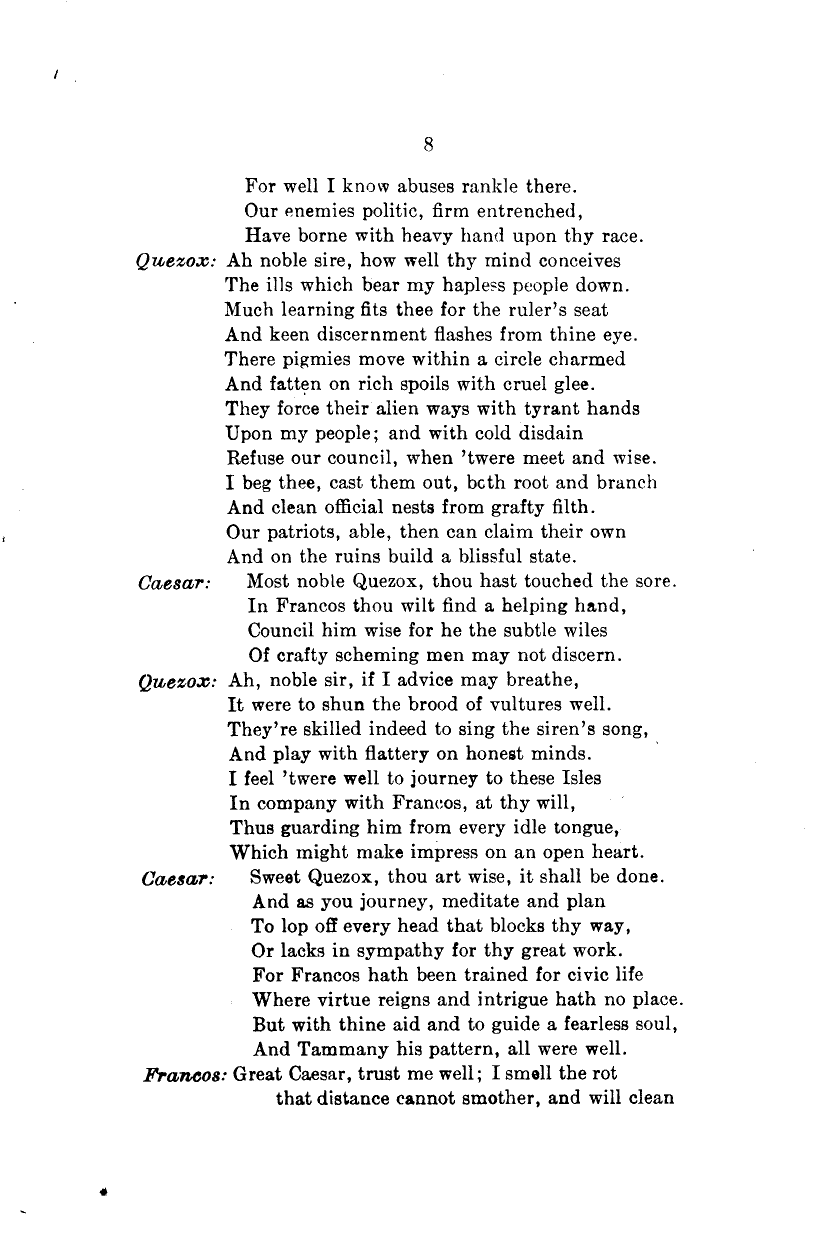 8
For well I know abuses rankle there.
Our enemies politic, firm entrenched,
Have borne with heavy hand upon thy race.
Quezox: Ah noble sire, how well thy mind conceives
The ills which bear my hapless people down.
Much learning fits thee for the ruler's seat
And keen discernment flashes from thine eye.
There pigmies move within a circle charmed
And fatten on rich spoils with cruel glee.
They force their alien ways with tyrant hands
Upon my people; and with cold disdain
Refuse our council, when 'twere meet and wise.
I beg thee, cast them out, bcth root and branch
And clean official nests from grafty filth.
Our patriots, able, then can claim their own
And on the ruins build a blissful state.
Caesar: Most noble Quezox, thou hast touched the sore.
In Francos thou wilt find a helping hand,
Council him wise for he the subtle wiles
Of crafty scheming men may not discern.
Quezox: Ah, noble sir, if I advice may breathe,
It were to shun the brood of vultures well.
They're skilled indeed to sing the siren's song,
And play with flattery on honest minds.
I feel 'twere well to journey to these Isles
In company with Francos, at thy will,
Thus guarding him from every idle tongue,
Which might make impress on an open heart.
Caesar: Sweet Quezox, thou art wise, it shall be done.
And as you journey, meditate and plan
To lop off every head that blocks thy way,
Or lacks in sympathy for thy great work.
For Francos hath been trained for civic life
Where virtue reigns and intrigue hath no place.
But with thine aid and to guide a fearless soul,
And Tammany his pattern, all were well.
Francos: Great Caesar, trust me well; I smell the rot
that distance cannot smother, and will clean